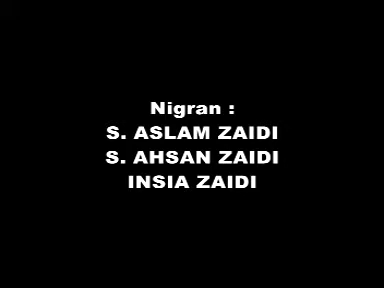 Nigran :
S. ASLAM ZAIDI
S. AHSAN ZAIDI
INSIA ZAIDI